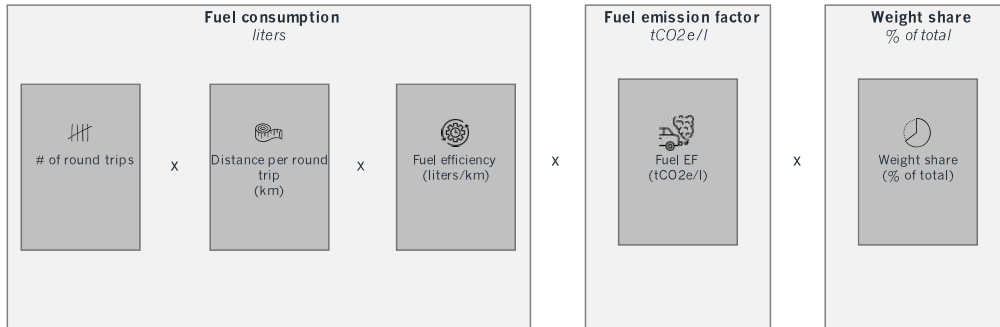 Fuel consumption
liters
# of round trips
x
Distance per round
trip
(km)
x
Fuel efficiency
(liters/km)
x
Fuel emission factor
tCO2e/l
Fuel EF
(tCO2e/l)
x
Weight share
% of total
Weight share
(% of total)